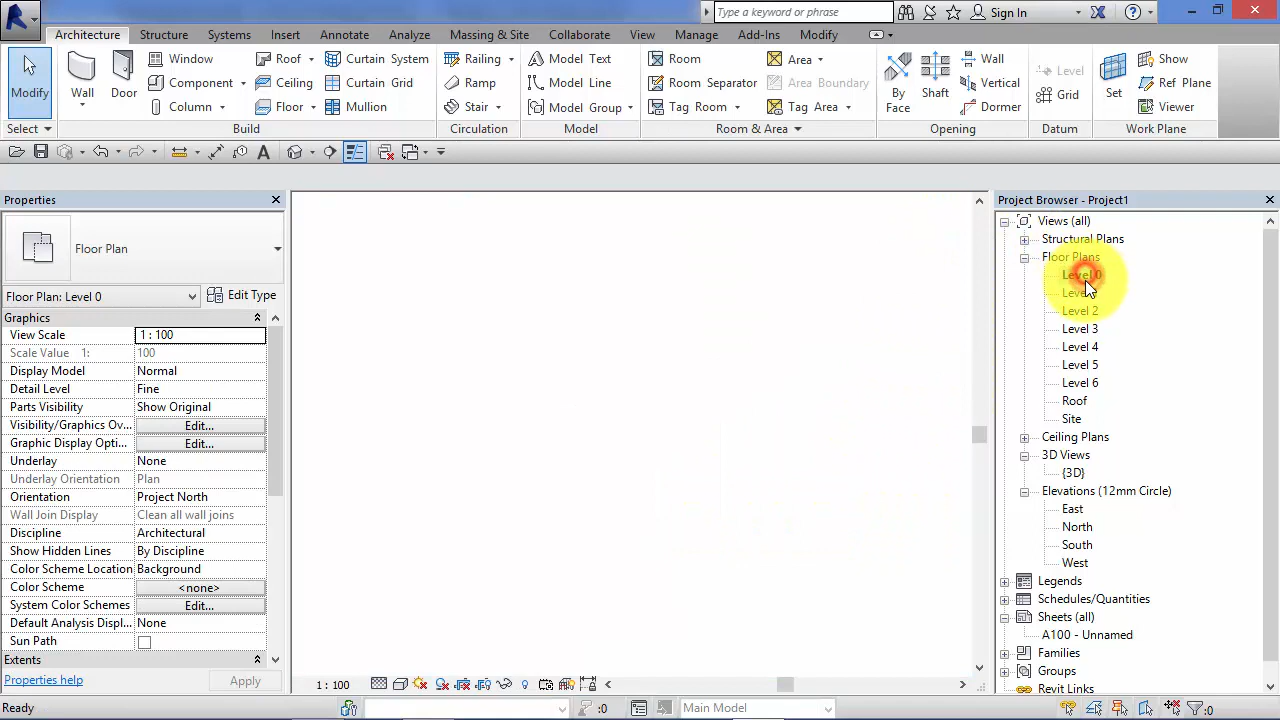 Type a keyword or phrase
Sign In
Architecture Structure Systems Insert Annotate Analyze Massing & Site Collaborate View Manage Add-Ins Modify
Modify
Select
Wall
Door
Window
Component
Column
Roof
Ceiling
Floor
Curtain System
Curtain Grid
Mullion
Build
Railing
Ramp
Stair
Circulation
Model Text
Model Line
Model Group
Model
Room
Room Separator
Tag Room
Area
Area Boundary
Tag Area
Room & Area
By Face
Shaft
Wall
Vertical
Dormer
Opening
Level
Grid
Datum
Set
Show
Ref Plane
Viewer
Work Plane
Properties
Floor Plan
Floor Plan: Level 0
Edit Type
Graphics
View Scale 1 : 100
Scale Value 1: 100
Display Model Normal
Detail Level Fine
Parts Visibility Show Original
Visibility/Graphics Ov... Edit...
Graphic Display Opti... Edit...
Underlay None
Underlay Orientation Plan
Orientation Project North
Wall Join Display Clean all wall joins
Discipline Architectural
Show Hidden Lines By Discipline
Color Scheme Location Background
Color Scheme <none>
System Color Schemes Edit...
Default Analysis Displ... None
Sun Path
Extents
Properties help
Apply
1 : 100
Project Browser - Project1
Views (all)
Structural Plans
Floor Plans
Level 0
Level
Level 2
Level 3
Level 4
Level 5
Level 6
Roof
Site
Ceiling Plans
3D Views
{3D}
Elevations (12mm Circle)
East
North
South
West
Legends
Schedules/Quantities
Sheets (all)
A100 - Unnamed
Families
Groups
Revit Links
Ready
:0
Main Model
:0